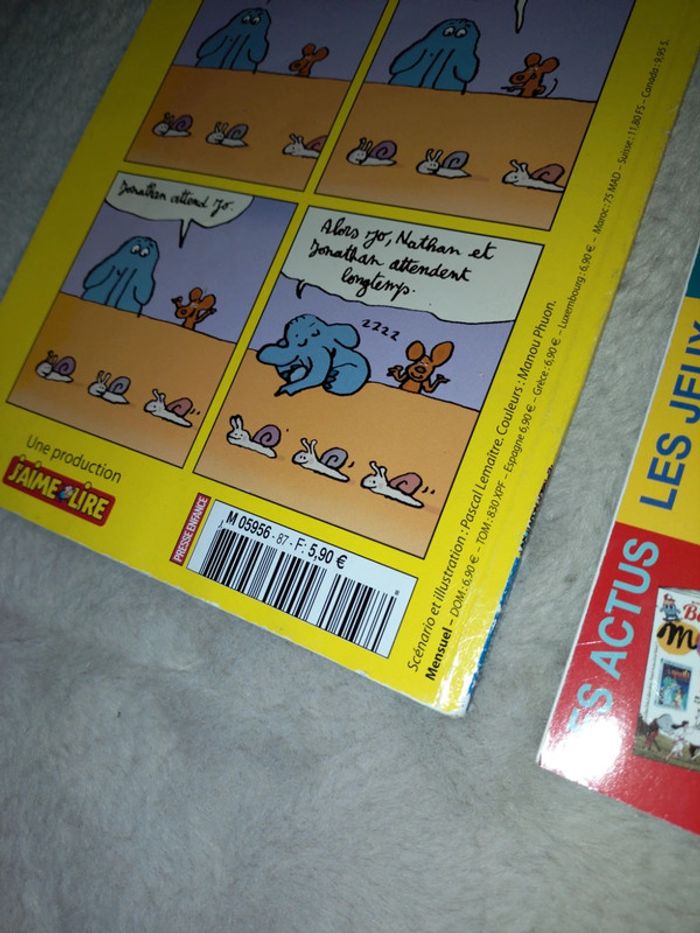 Jonathan attend Jo.
Alors Jo, Nathan et
Jonathan attendent
longtemps.
ZZZZ
Une production
J'AIME LIRE
PRESSE ENFANCE
M 05956 - 87 - F: 5,90 €
Scénario et illustration : Pascal Lemaitre. Couleurs : Manou Phuon.
Mensuel – DOM : 6,90 € – TOM : 830 XPF – Espagne 6,90 € – Grèce : 6,90 € – Luxembourg : 6,90 € – Maroc : 75 MAD – Suisse : 11,80 FS – Canada : 9,95 $.
LES JEUX
ES ACTUS